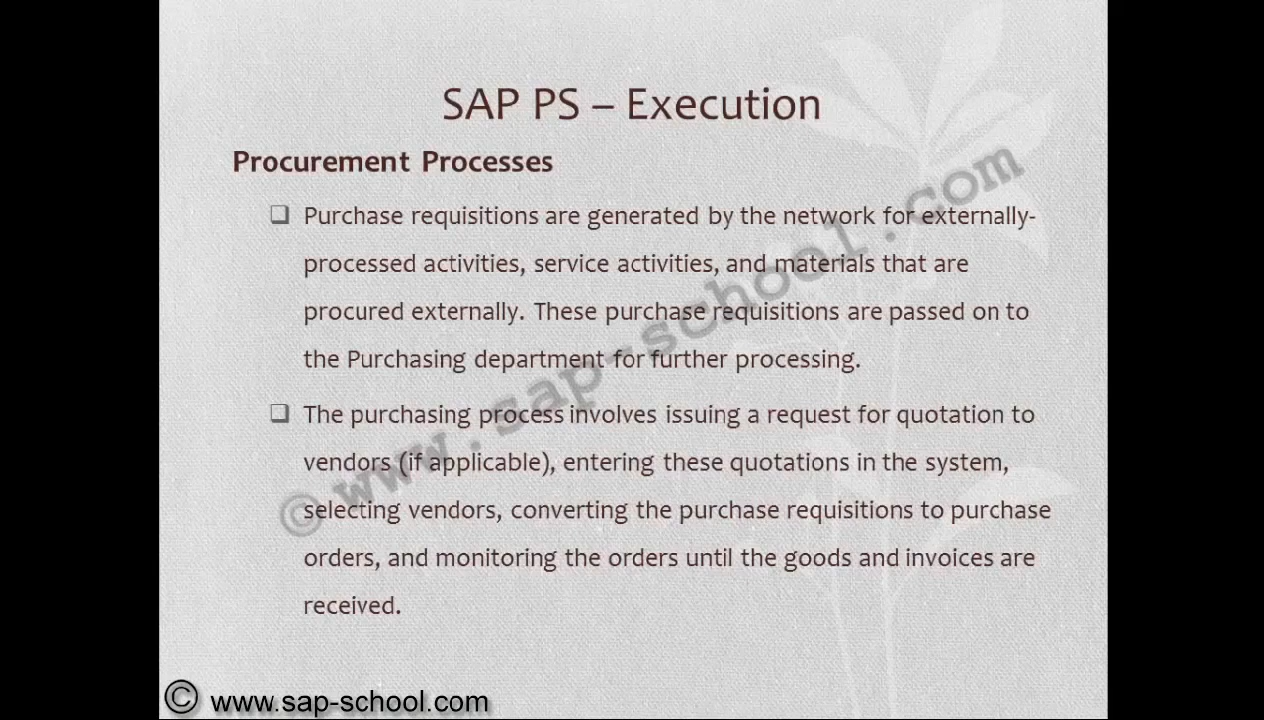 SAP PS – Execution
Procurement Processes
Purchase requisitions are generated by the network for externally-
processed activities, service activities, and materials that are
procured externally. These purchase requisitions are passed on to
the Purchasing department for further processing.
The purchasing process involves issuing a request for quotation to
vendors (if applicable), entering these quotations in the system,
selecting vendors, converting the purchase requisitions to purchase
orders, and monitoring the orders until the goods and invoices are
received.
© www.sap-school.com
© www.sap-school.com